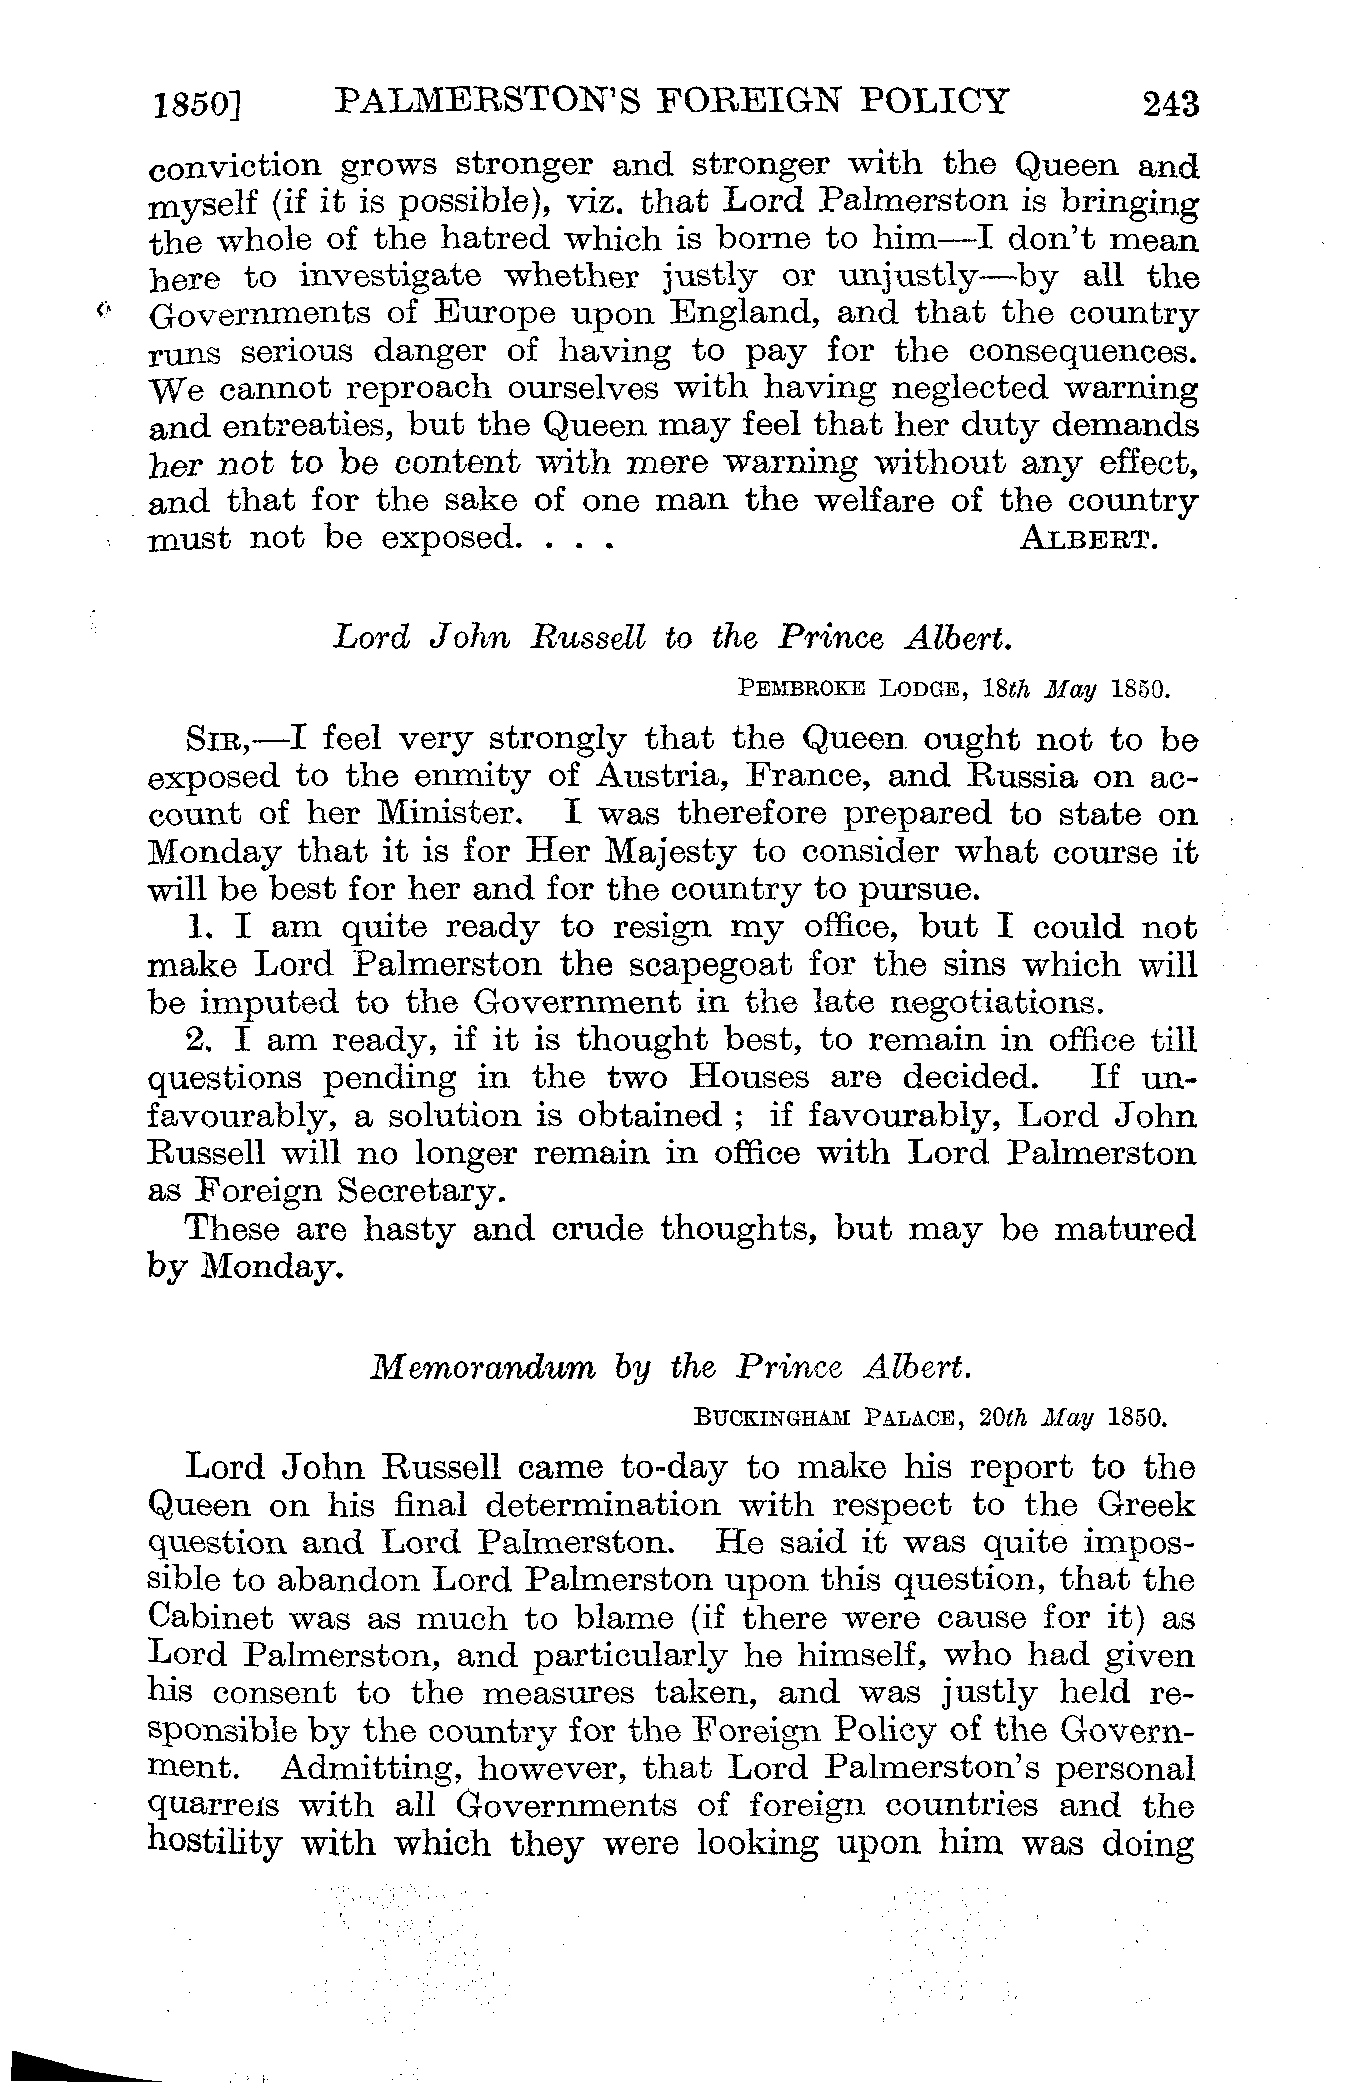 1850] PALMERSTON'S FOREIGN POLICY 243
conviction grows stronger and stronger with the Queen and
myself (if it is possible), viz. that Lord Palmerston is bringing
the whole of the hatred which is borne to him—I don't mean
here to investigate whether justly or unjustly—by all the
Governments of Europe upon England, and that the country
runs serious danger of having to pay for the consequences.
We cannot reproach ourselves with having neglected warning
and entreaties, but the Queen may feel that her duty demands
her not to be content with mere warning without any effect,
and that for the sake of one man the welfare of the country
must not be exposed. . . . ALBERT.
Lord John Russell to the Prince Albert.
PEMBROKE LODGE, 18th May 1850.
SIR,—I feel very strongly that the Queen ought not to be
exposed to the enmity of Austria, France, and Russia on ac-
count of her Minister. I was therefore prepared to state on
Monday that it is for Her Majesty to consider what course it
will be best for her and for the country to pursue.
1. I am quite ready to resign my office, but I could not
make Lord Palmerston the scapegoat for the sins which will
be imputed to the Government in the late negotiations.
2. I am ready, if it is thought best, to remain in office till
questions pending in the two Houses are decided. If un-
favourably, a solution is obtained ; if favourably, Lord John
Russell will no longer remain in office with Lord Palmerston
as Foreign Secretary.
These are hasty and crude thoughts, but may be matured
by Monday.
Memorandum by the Prince Albert.
BUCKINGHAM PALACE, 20th May 1850.
Lord John Russell came to-day to make his report to the
Queen on his final determination with respect to the Greek
question and Lord Palmerston. He said it was quite impos-
sible to abandon Lord Palmerston upon this question, that the
Cabinet was as much to blame (if there were cause for it) as
Lord Palmerston, and particularly he himself, who had given
his consent to the measures taken, and was justly held re-
sponsible by the country for the Foreign Policy of the Govern-
ment. Admitting, however, that Lord Palmerston's personal
quarrels with all Governments of foreign countries and the
hostility with which they were looking upon him was doing